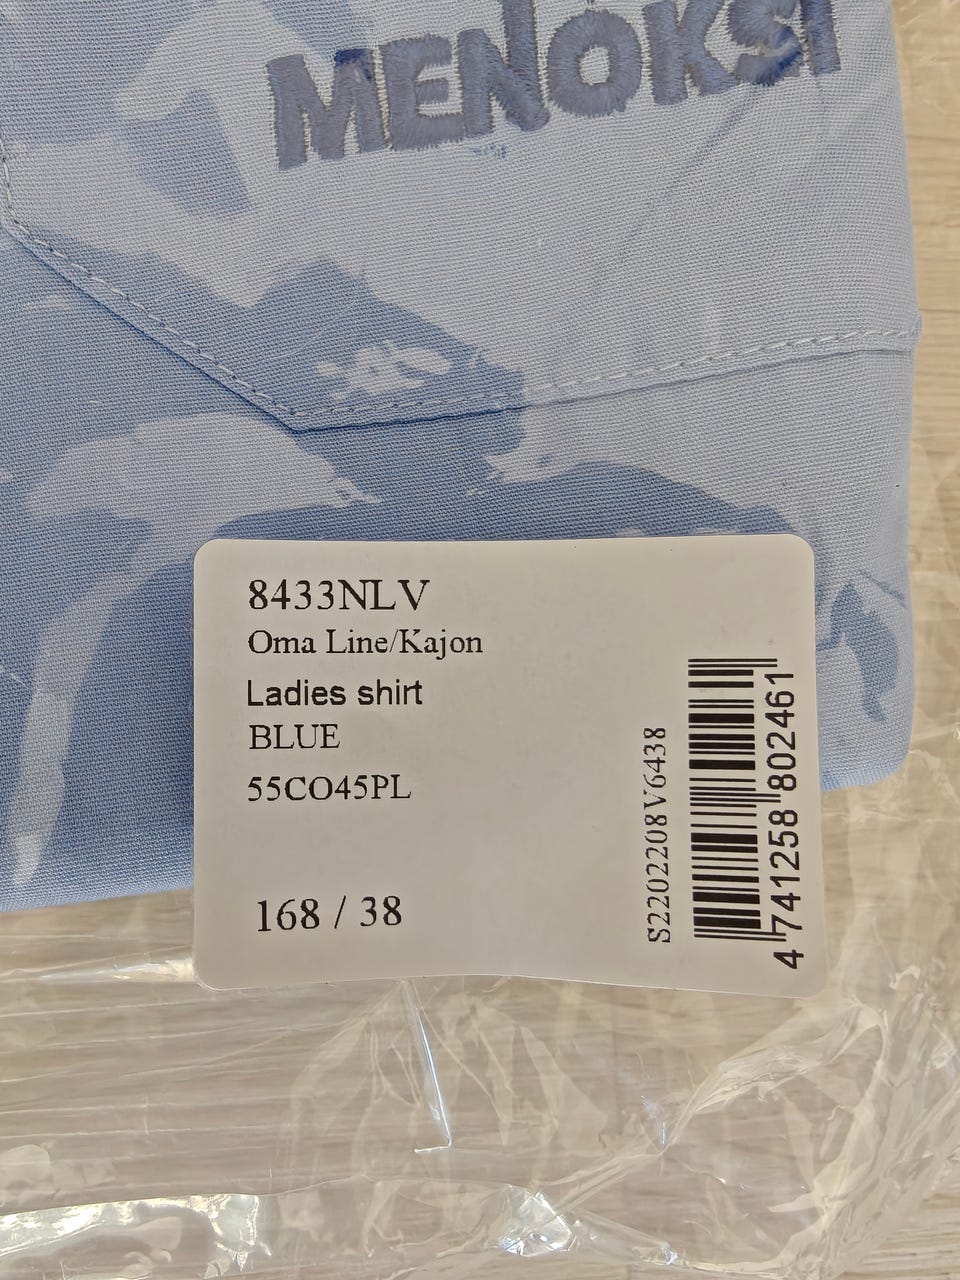 MENOKSI
8433NLV
Oma Line/Kajon
Ladies shirt
BLUE
55CO45PL
168 / 38
S2202208V6438
4 741258 802461